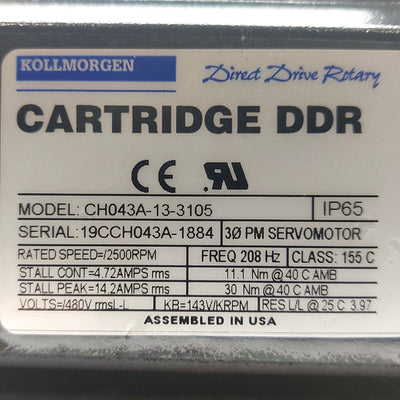 KOLLMORGEN Direct Drive Rotary
CARTRIDGE DDR
CE RU
MODEL: CH043A-13-3105 IP65
SERIAL: 19CCH043A-1884 3Ø PM SERVOMOTOR
RATED SPEED=/2500RPM FREQ 208 Hz CLASS: 155 C
STALL CONT=4.72AMPS rms 11.1 Nm @ 40 C AMB
STALL PEAK=14.2AMPS rms 30 Nm @ 40 C AMB
VOLTS=/480V rmsL-L KB=143V/KRPM RES L/L @ 25 C 3.97
ASSEMBLED IN USA